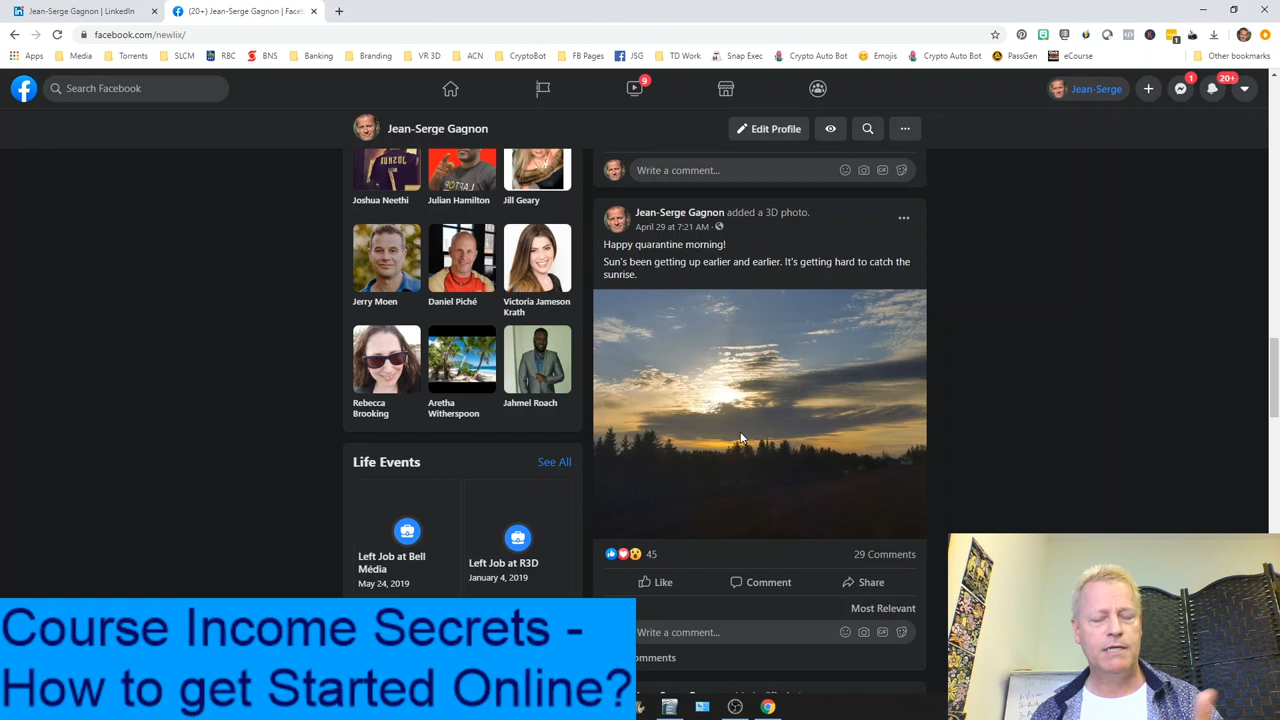 Jean-Serge Gagnon | LinkedIn
(20+) Jean-Serge Gagnon | Facebook
facebook.com/newlix/
Apps Media Torrents SLCM RBC BNS Banking Branding VR 3D ACN CryptoBot FB Pages JSG TD Work Snap Exec Crypto Auto Bot Emojis Crypto Auto Bot PassGen eCourse Other bookmarks
Search Facebook
9
Jean-Serge
1
20+
Jean-Serge Gagnon
Edit Profile
Joshua Neethi
Julian Hamilton
Jill Geary
Jerry Moen
Daniel Piché
Victoria Jameson
Krath
Rebecca
Brooking
Aretha
Witherspoon
Jahmel Roach
Life Events
See All
Left Job at Bell
Média
May 24, 2019
Left Job at R3D
January 4, 2019
Write a comment...
Jean-Serge Gagnon added a 3D photo.
April 29 at 7:21 AM ·
Happy quarantine morning!
Sun's been getting up earlier and earlier. It's getting hard to catch the
sunrise.
45
29 Comments
Like
Comment
Share
Most Relevant
Write a comment...
Course Income Secrets -
How to get Started Online?